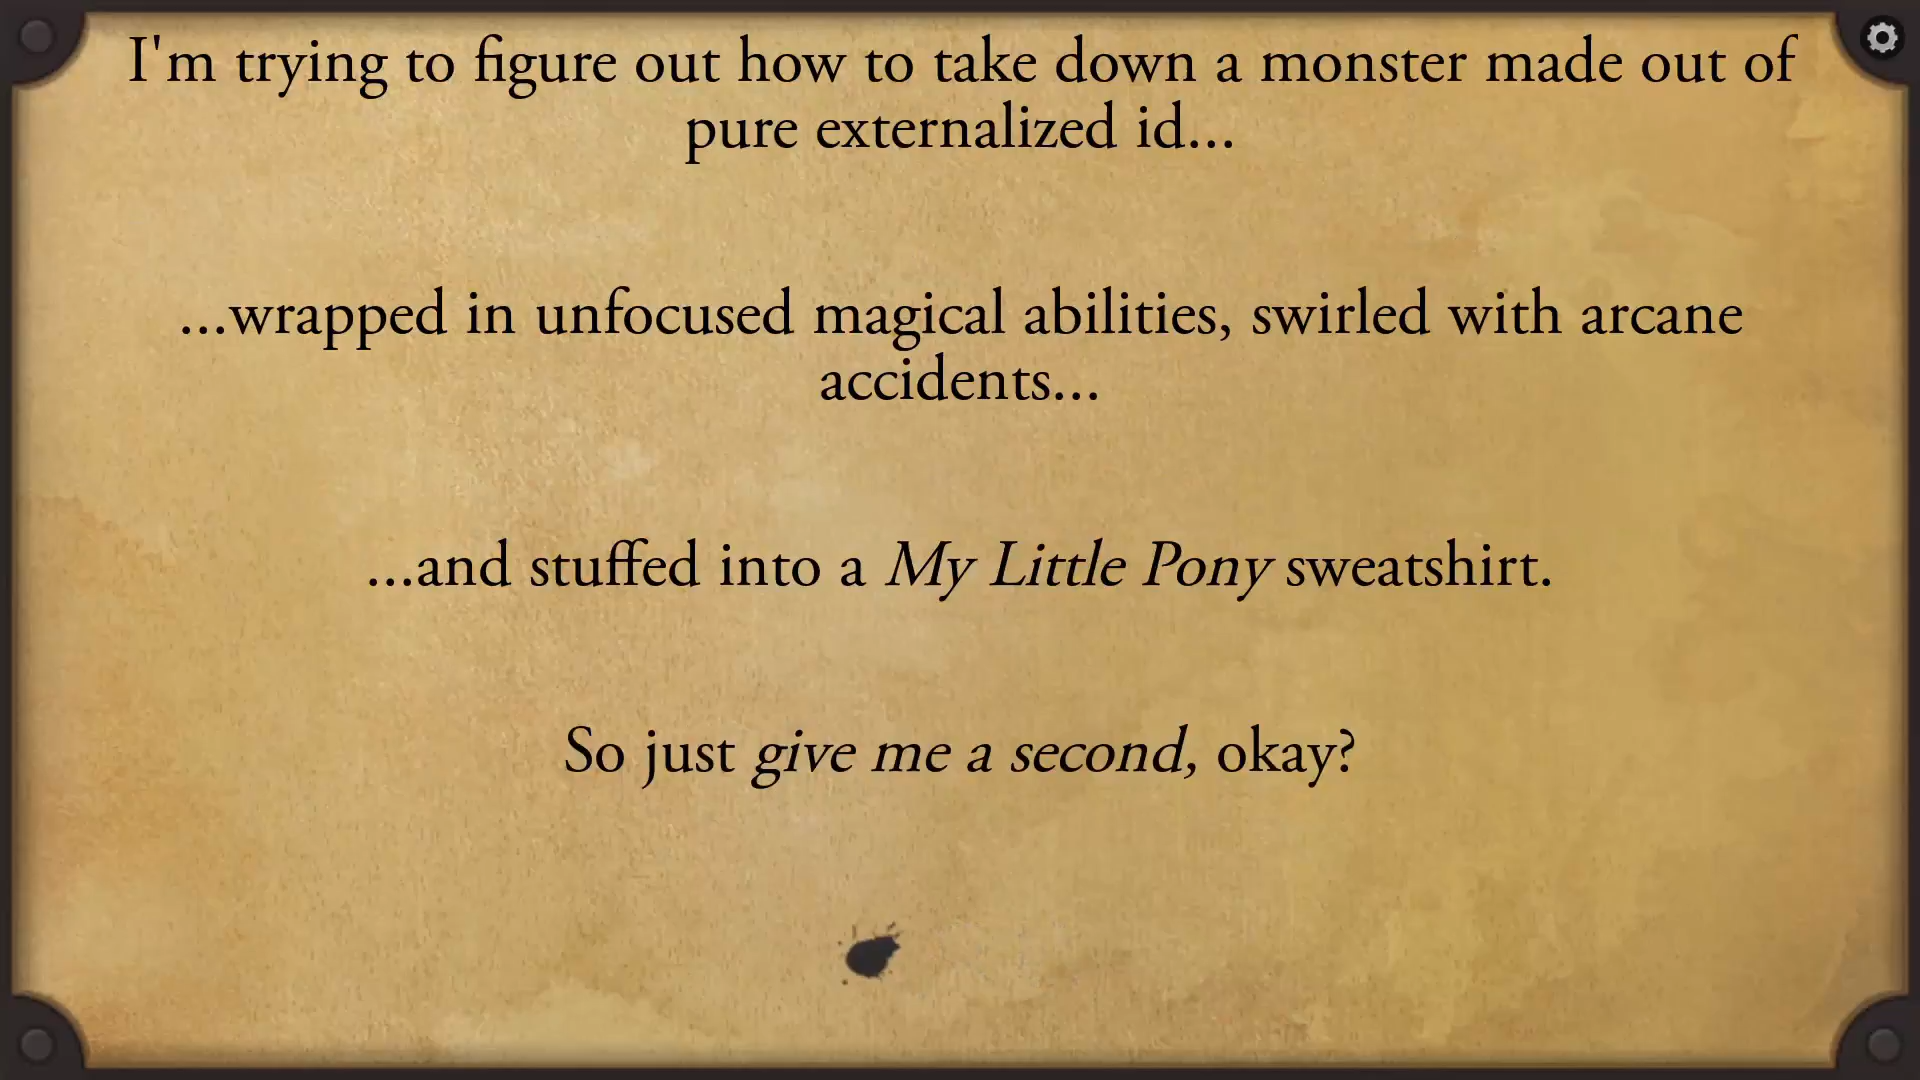 I'm trying to figure out how to take down a monster made out of
pure externalized id...
...wrapped in unfocused magical abilities, swirled with arcane
accidents...
...and stuffed into a My Little Pony sweatshirt.
So just give me a second, okay?